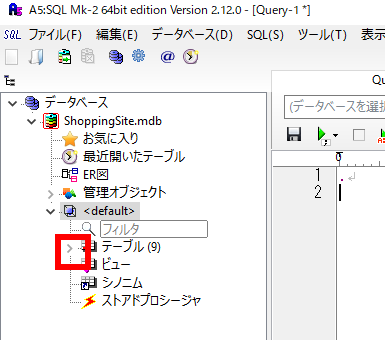 A5:SQL Mk-2 64bit edition Version 2.12.0 - [Query-1 *]
SQL ファイル(F) 編集(E) データベース(D) SQL(S) ツール(T) 表示
データベース
ShoppingSite.mdb
お気に入り
最近開いたテーブル
ER図
管理オブジェクト
<default>
フィルタ
テーブル (9)
ビュー
シノニム
ストアドプロシージャ
Qu
(データベースを選択
1
2